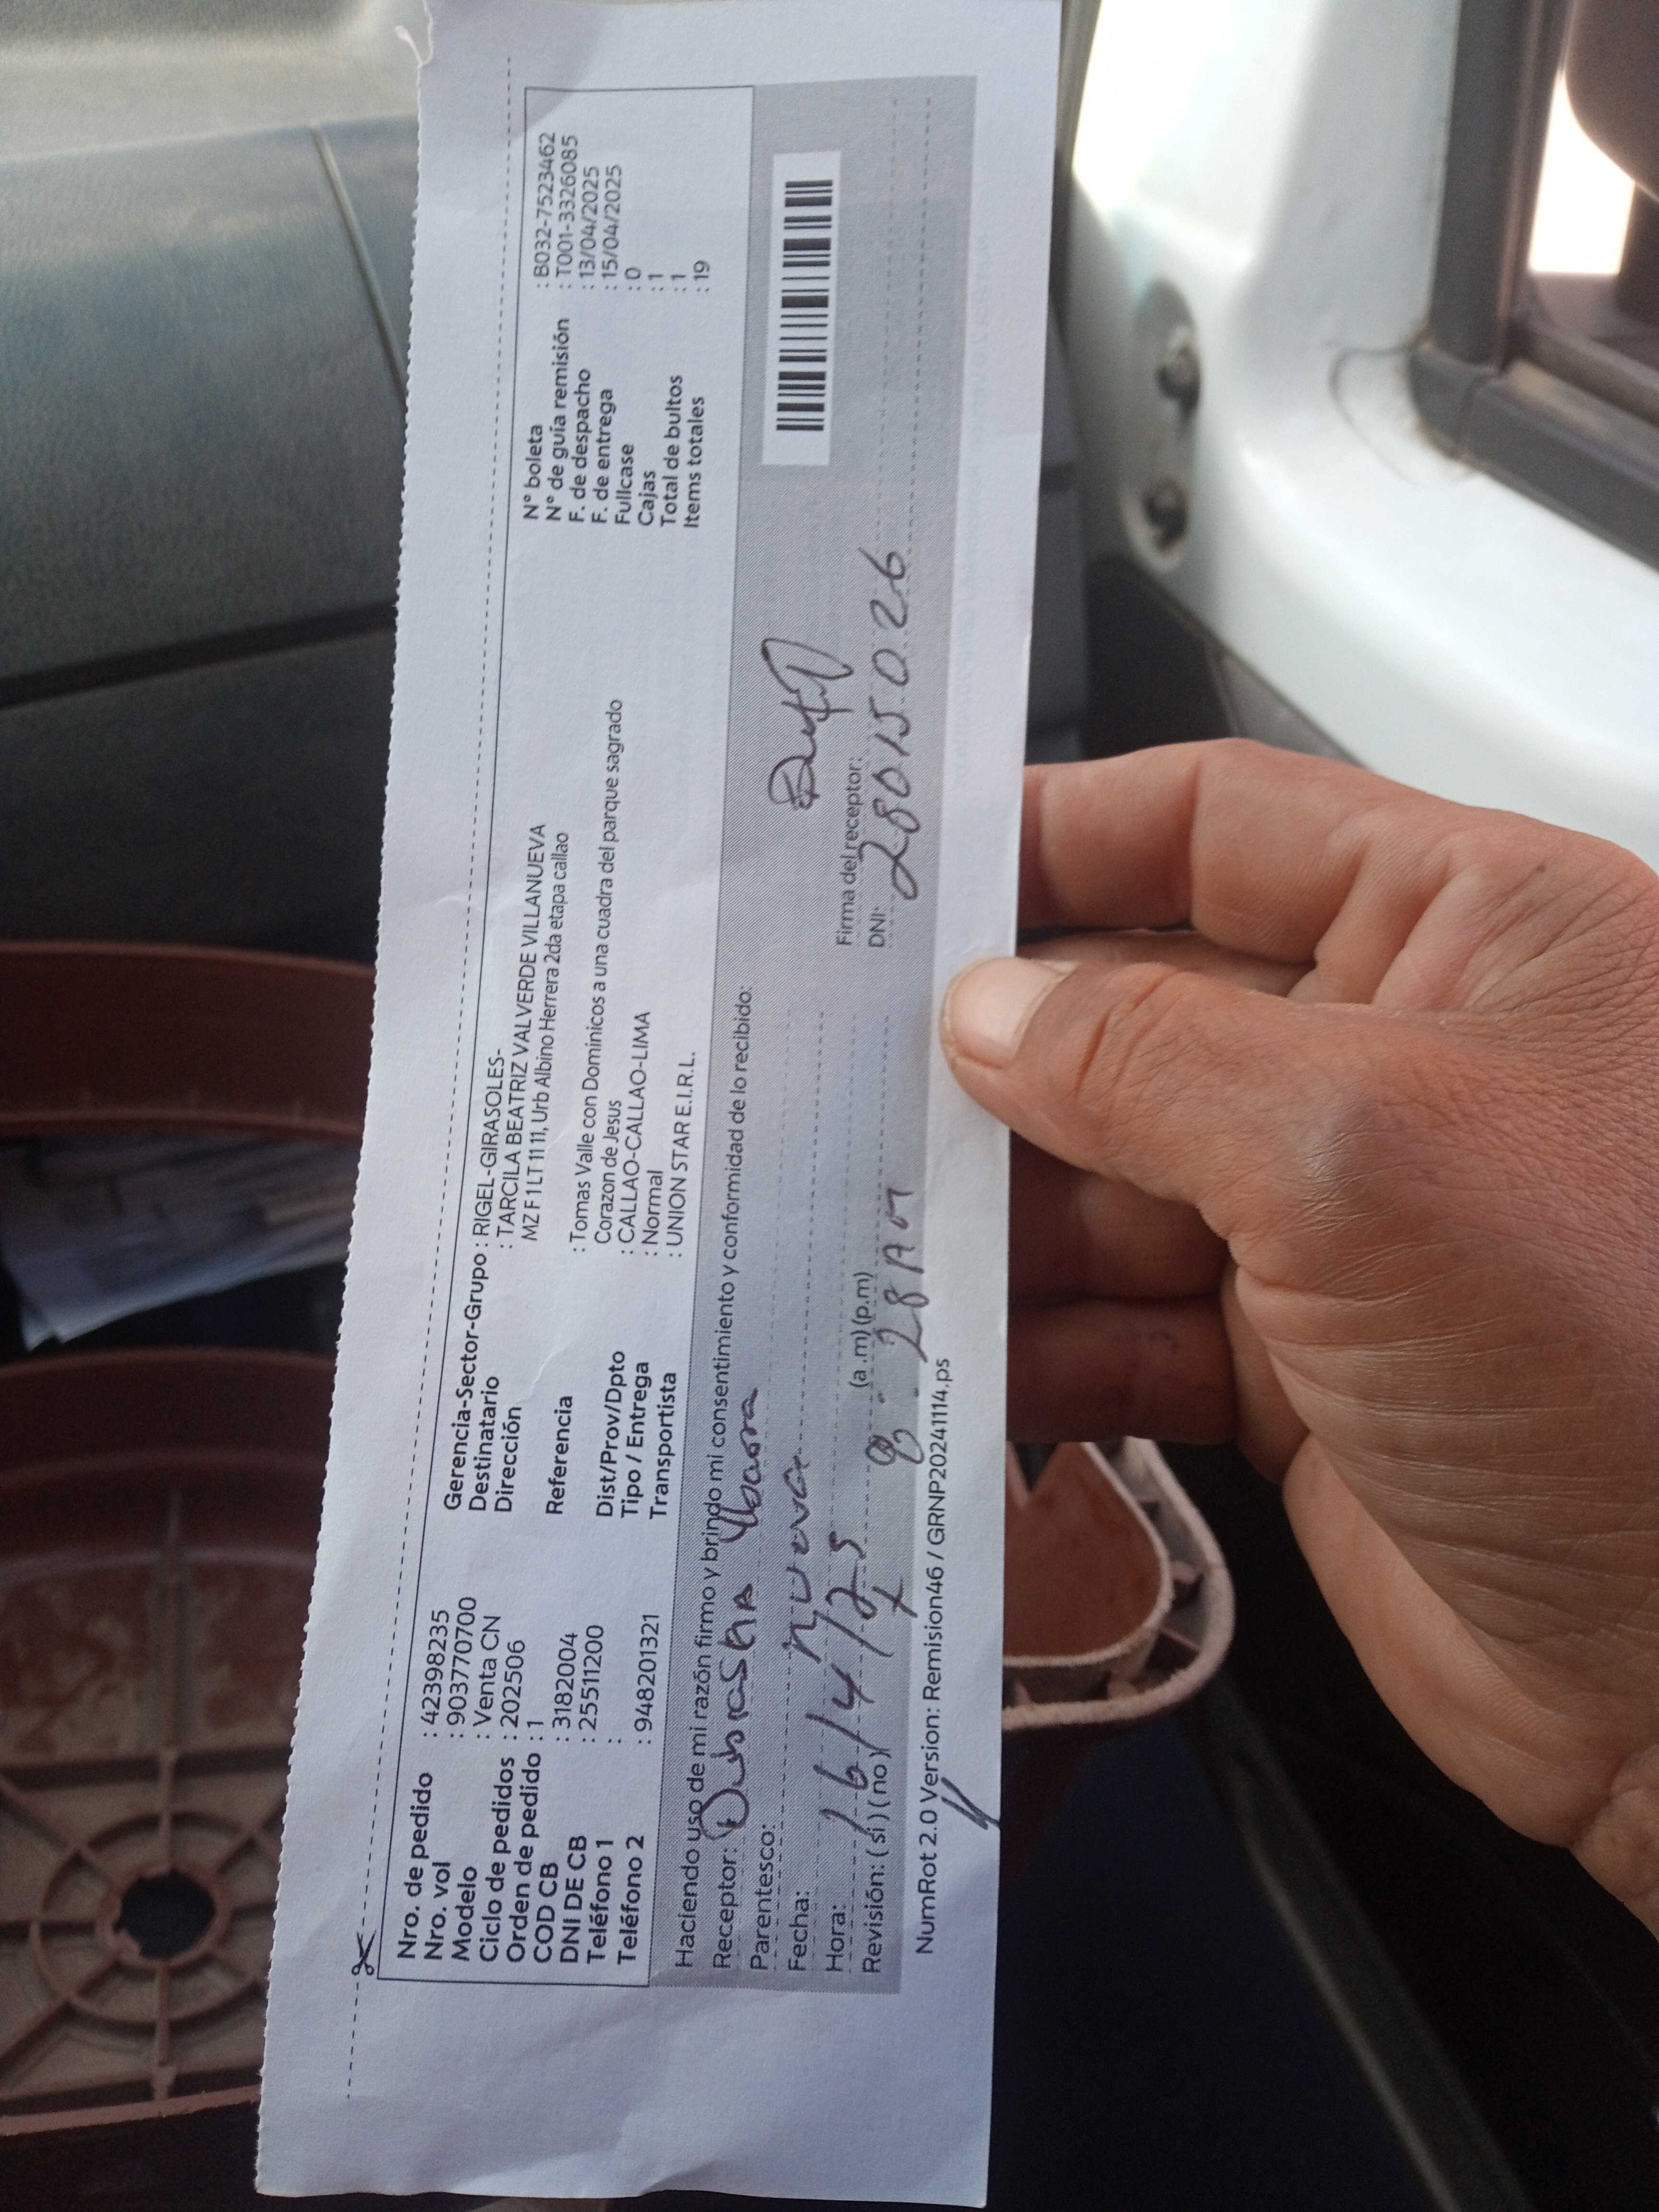 Nro. de pedido : 42398235
Nro. vol : 903770700
Modelo : Venta CN
Ciclo de pedidos : 202506
Orden de pedido : 1
COD CB : 3182004
DNI DE CB : 25511200
Teléfono 1 :
Teléfono 2 : 948201321
Gerencia-Sector-Grupo : RIGEL-GIRASOLES-
Destinatario : TARCILA BEATRIZ VALVERDE VILLANUEVA
Dirección MZ F1 LT 11 11, Urb Albino Herrera 2da etapa callao
Referencia : Tomas Valle con Dominicos a una cuadra del parque sagrado
Corazon de Jesus
Dist/Prov/Dpto : CALLAO-CALLAO-LIMA
Tipo / Entrega : Normal
Transportista : UNION STAR E.I.R.L.
N° boleta : B032-7523462
N° de guía remisión : T001-3326085
F. de despacho : 13/04/2025
F. de entrega : 15/04/2025
Fullcase : 0
Cajas : 1
Total de bultos : 1
Items totales : 19
Haciendo uso de mi razón firmo y brindo mi consentimiento y conformidad de lo recibido:
Receptor: Ybarra
Parentesco: nuera
Fecha: 16/4/25
Hora: (a.m) (p.m) 8:28 AM
Revisión: ( si ) ( no )
Firma del receptor:
DNI: 28015026
NumRot 2.0 Version: Remision46 / GRNP20241114.ps